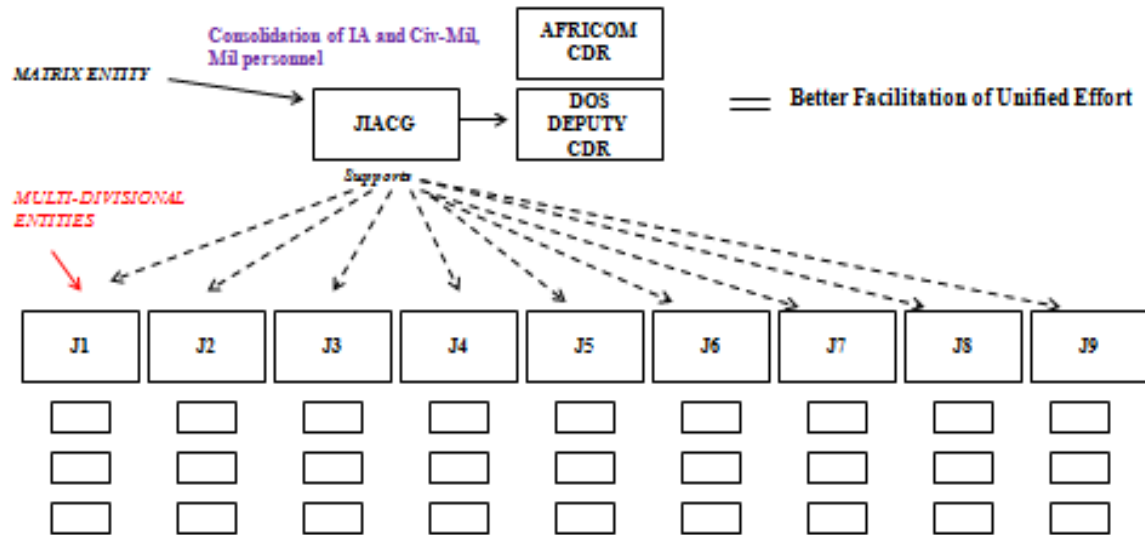 Consolidation of IA and Civ-Mil,
Mil personnel
AFRICOM
CDR
MATRIX ENTITY
JIACG
DOS
DEPUTY
CDR
Better Facilitation of Unified Effort
Supports
MULTI-DIVISIONAL
ENTITIES
J1
J2
J3
J4
J5
J6
J7
J8
J9